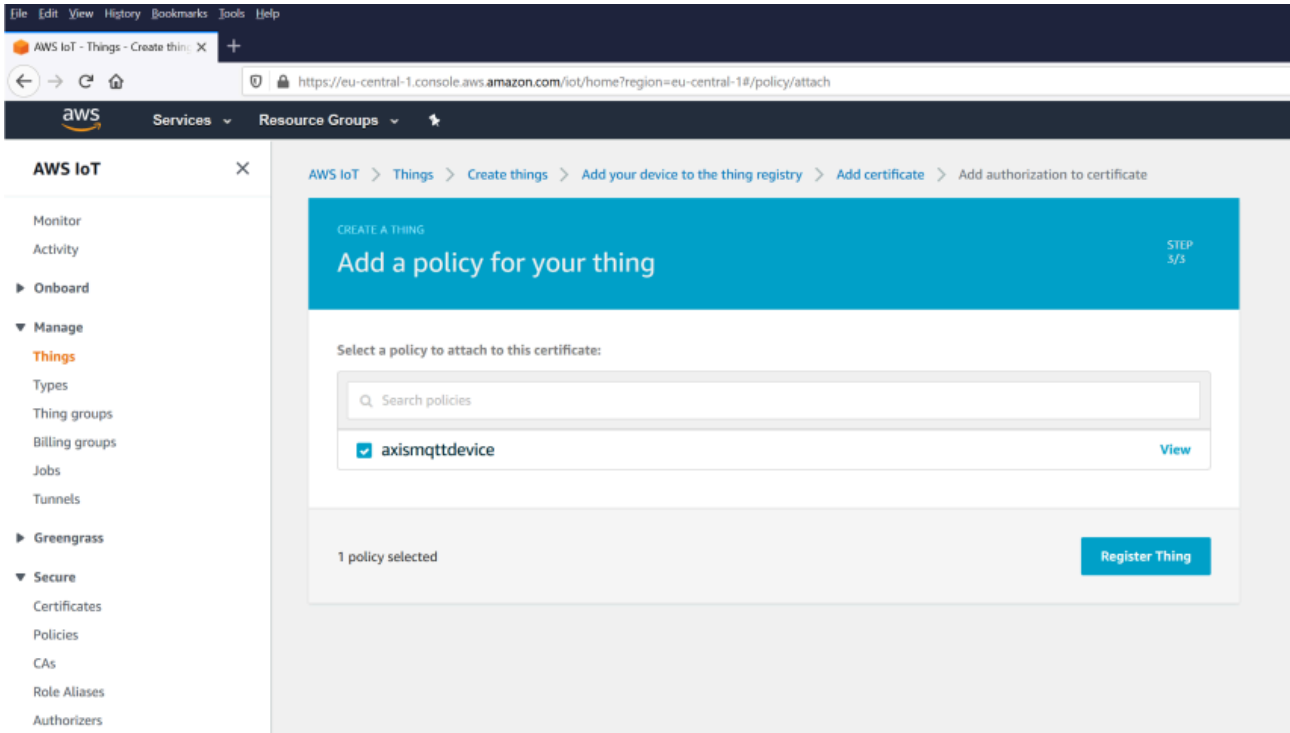 File Edit View History Bookmarks Tools Help
AWS IoT - Things - Create thing
https://eu-central-1.console.aws.amazon.com/iot/home?region=eu-central-1#/policy/attach
aws Services Resource Groups
AWS IoT
Monitor
Activity
Onboard
Manage
Things
Types
Thing groups
Billing groups
Jobs
Tunnels
Greengrass
Secure
Certificates
Policies
CAs
Role Aliases
Authorizers
AWS IoT > Things > Create things > Add your device to the thing registry > Add certificate > Add authorization to certificate
CREATE A THING
Add a policy for your thing
STEP
3/3
Select a policy to attach to this certificate:
Search policies
axismqttdevice View
1 policy selected Register Thing